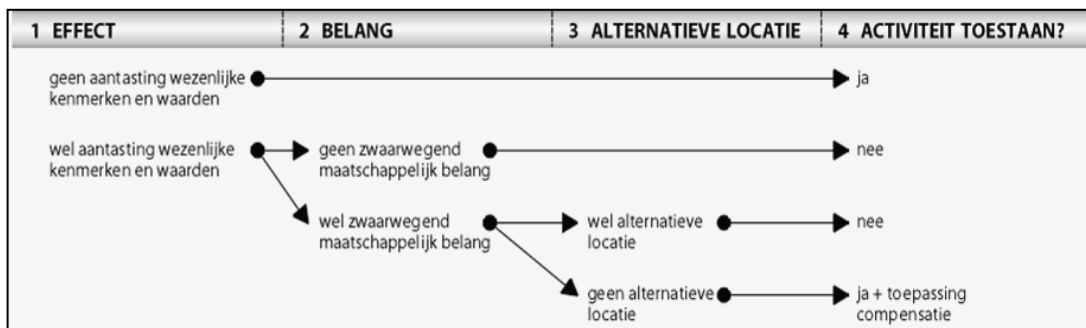 1 EFFECT
2 BELANG
3 ALTERNATIEVE LOCATIE
4 ACTIVITEIT TOESTAAN?
geen aantasting wezenlijke
kenmerken en waarden
ja
wel aantasting wezenlijke
kenmerken en waarden
geen zwaarwegend
maatschappelijk belang
nee
wel zwaarwegend
maatschappelijk belang
wel alternatieve
locatie
nee
geen alternatieve
locatie
ja + toepassing
compensatie